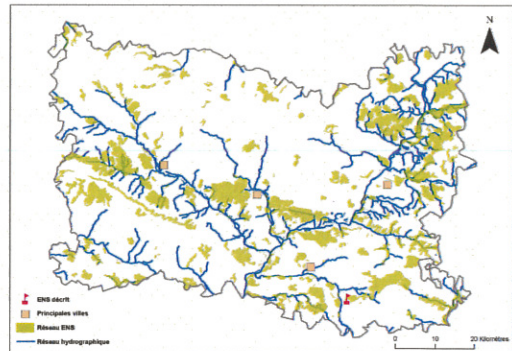 N
ENS décrit
Principales villes
Réseau ENS
Réseau hydrographique
0 10 20 Kilomètres